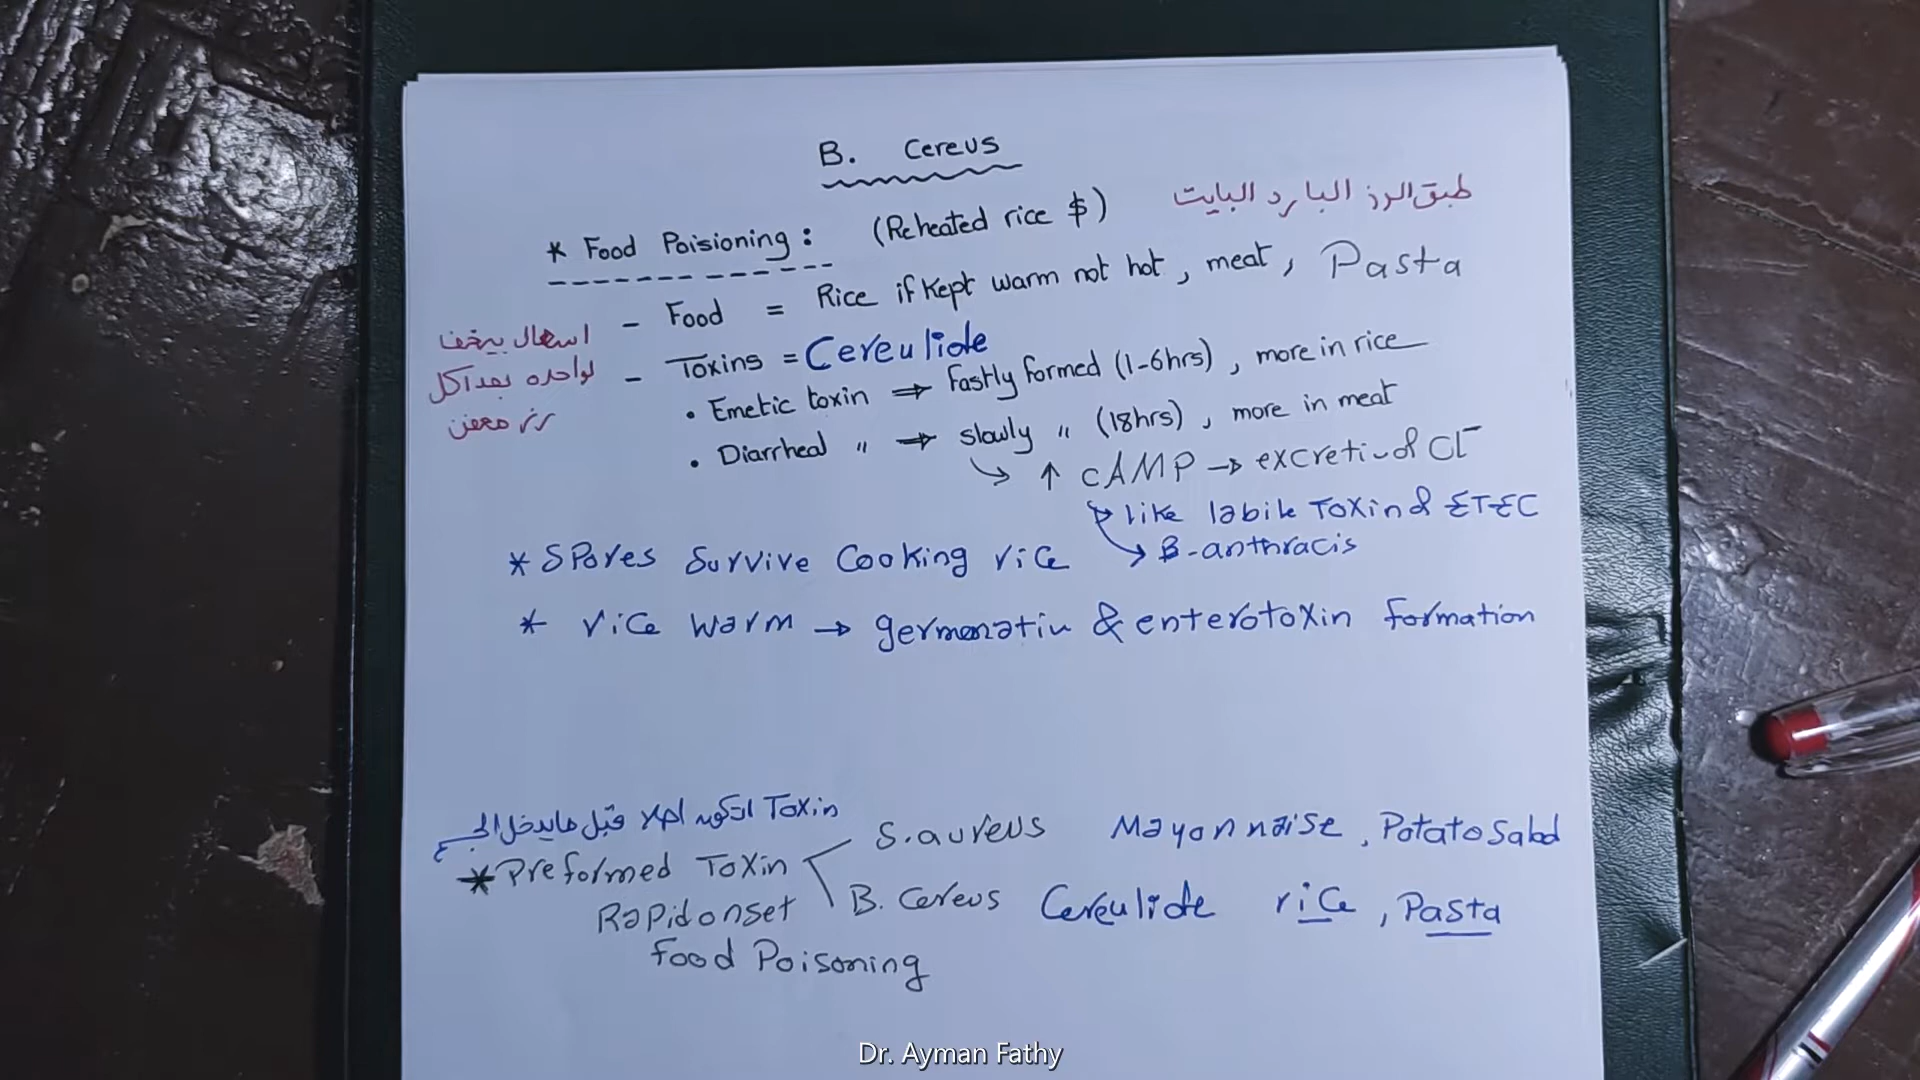 B. Cereus
* Food Poisioning : (Reheated rice $) طبق الرز البارد البايت
- Food = Rice if kept warm not hot , meat , Pasta
اسهال بيخف
لواحده بعد اكل
رز معفن
- Toxins = Cereulide
• Emetic toxin ⇒ Fastly formed (1-6hrs) , more in rice
• Diarrheal " ⇒ slowly " (18hrs) , more in meat
↑ cAMP → excreti-of Cl⁻
like labile Toxin of ETEC
B-anthracis
* Spores Survive Cooking rice
* rice warm → germenatiu & enterotoxin formation
Toxin اتكون اصلا قبل مايدخل الجسم
* Preformed Toxin
Rapid onset
food Poisoning
S.aureus Mayonnaise , Potato Salad
B. Cereus Cereulide rice , Pasta
Dr. Ayman Fathy